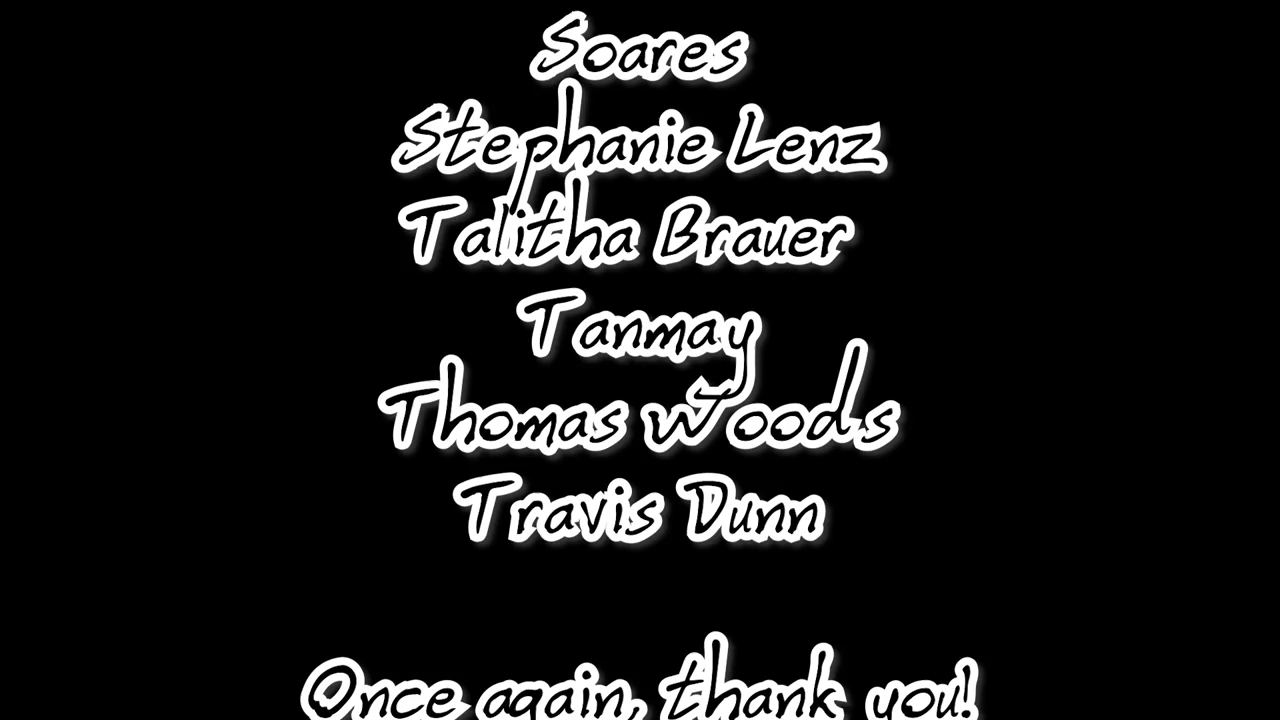 Soares
Stephanie Lenz
Talitha Brauer
Tanmay
Thomas Woods
Travis Dunn
Once again, thank you!